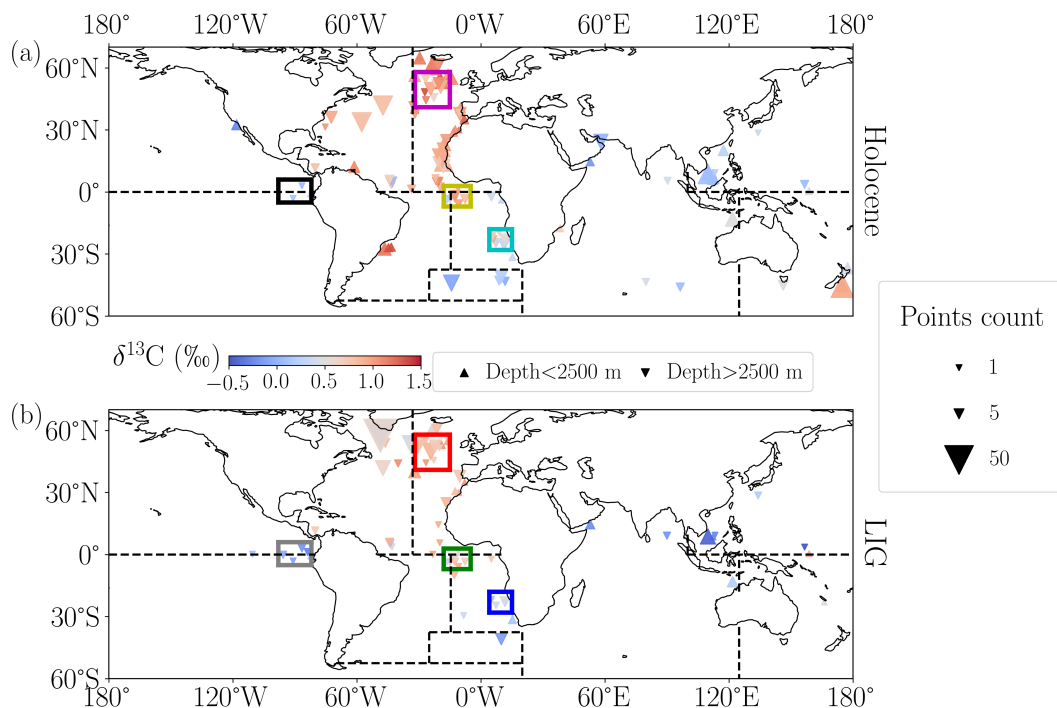 180° 120°W 60°W 0°W 60°E 120°E 180°
(a)
60°N
30°N
0°
30°S
60°S
Holocene
δ¹³C (‰)
−0.5 0.0 0.5 1.0 1.5
Depth<2500 m Depth>2500 m
Points count
1
5
50
(b)
60°N
30°N
0°
30°S
60°S
LIG
180° 120°W 60°W 0°W 60°E 120°E 180°